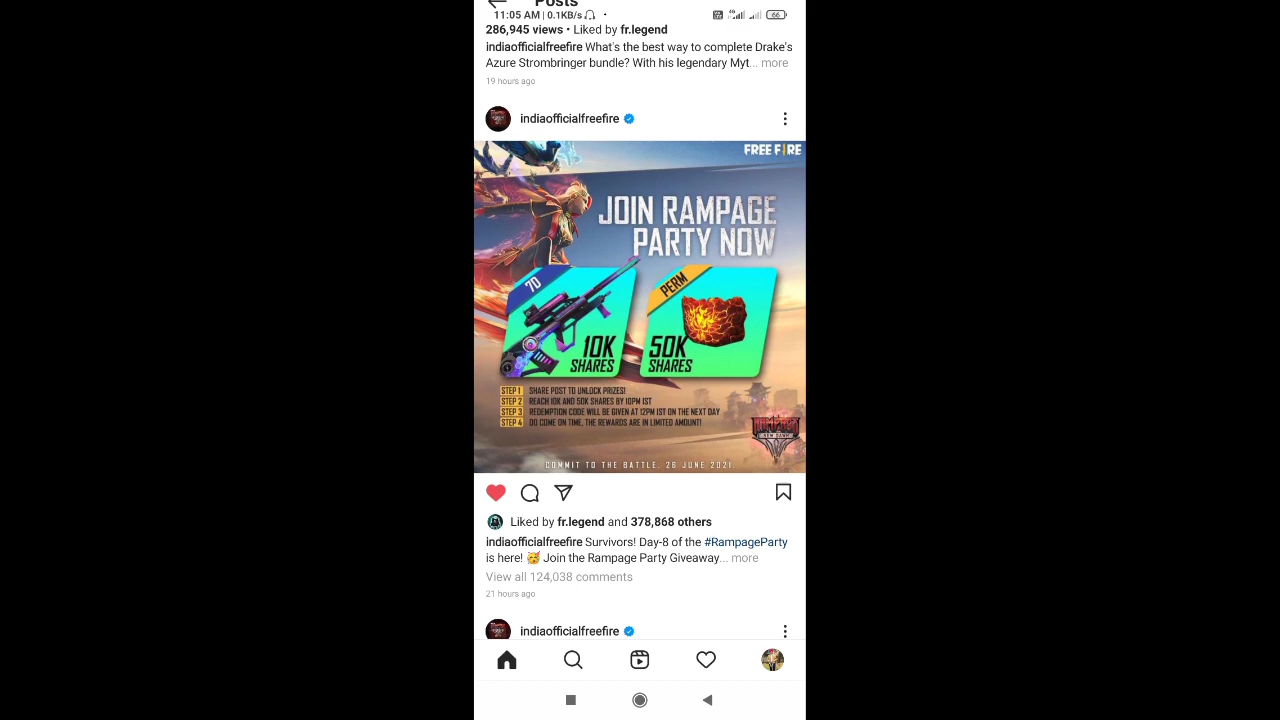 Posts
11:05 AM | 0.1KB/s
66
286,945 views • Liked by fr.legend
indiaofficialfreefire What's the best way to complete Drake's
Azure Strombringer bundle? With his legendary Myt... more
19 hours ago
indiaofficialfreefire
FREE FIRE
JOIN RAMPAGE
PARTY NOW
7D
10K
SHARES
PERM
50K
SHARES
STEP 1 SHARE POST TO UNLOCK PRIZES!
STEP 2 REACH 10K AND 50K SHARES BY 10PM IST
STEP 3 REDEMPTION CODE WILL BE GIVEN AT 12PM IST ON THE NEXT DAY
STEP 4 DO COME ON TIME, THE REWARDS ARE IN LIMITED AMOUNT!
COMMIT TO THE BATTLE, 26 JUNE 2021.
Liked by fr.legend and 378,868 others
indiaofficialfreefire Survivors! Day-8 of the #RampageParty
is here! 🥳 Join the Rampage Party Giveaway... more
View all 124,038 comments
21 hours ago
indiaofficialfreefire